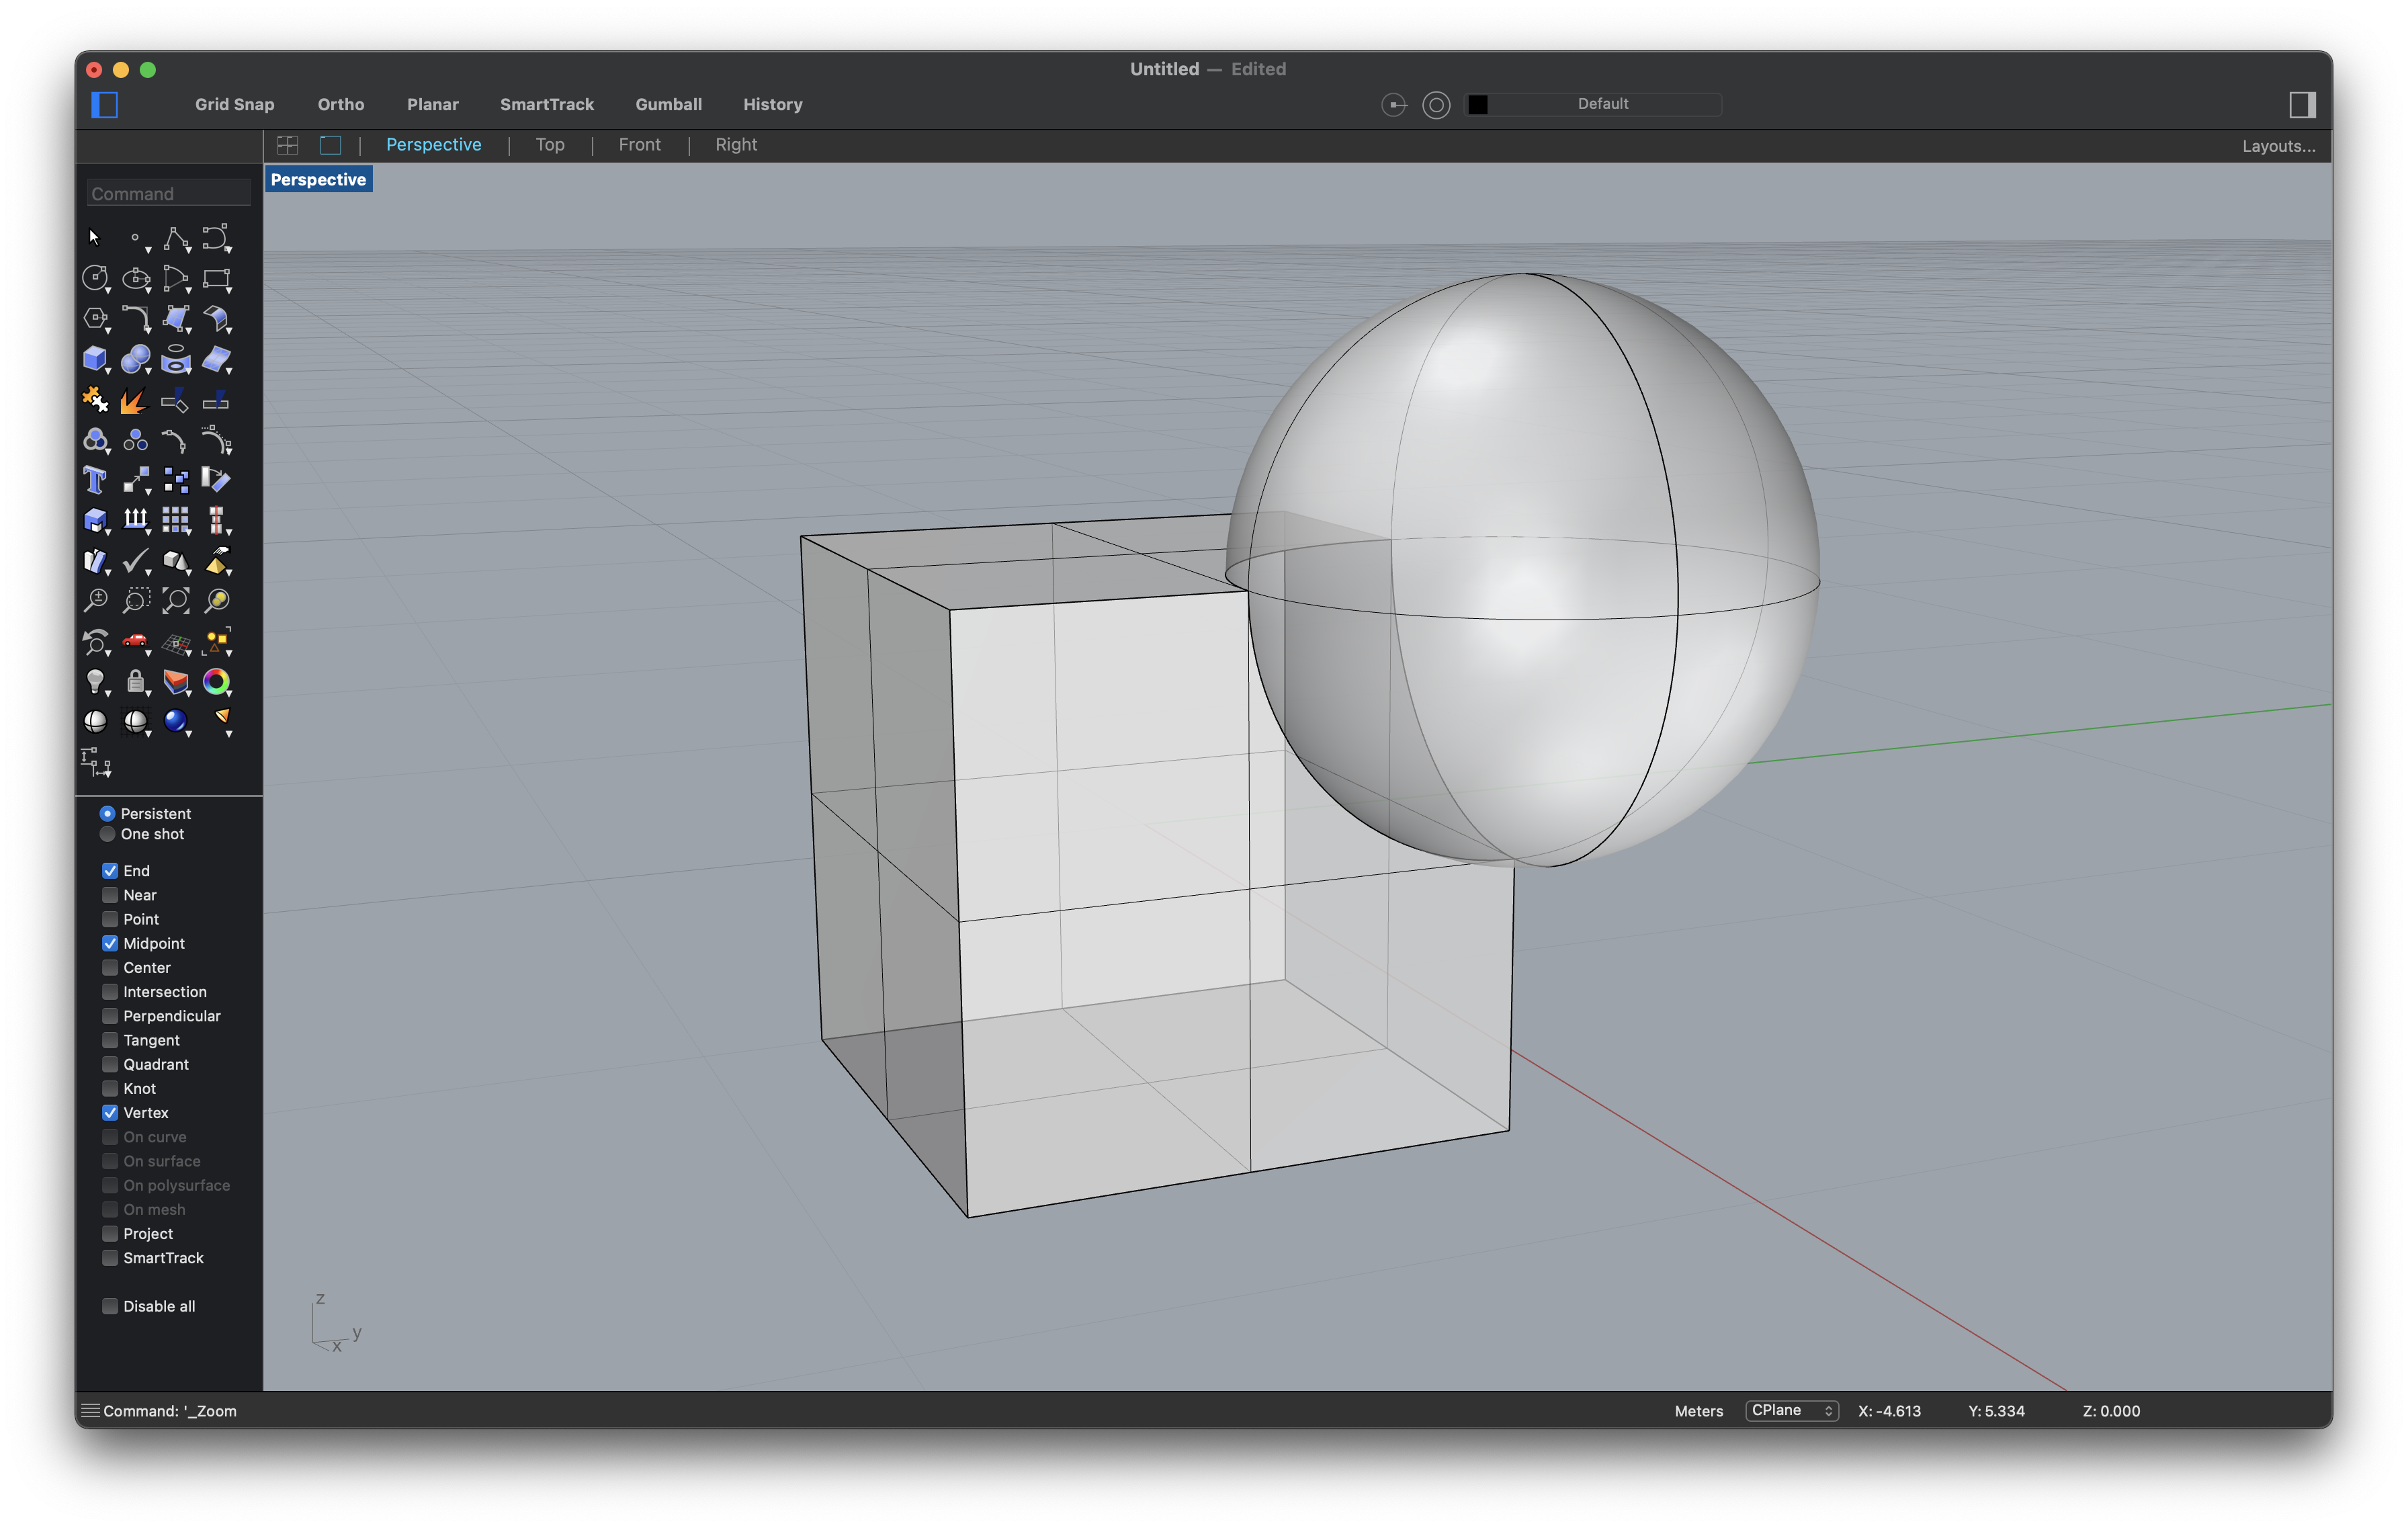 Untitled — Edited
Grid Snap Ortho Planar SmartTrack Gumball History Default
Perspective | Top | Front | Right Layouts...
Perspective
Command
Persistent
One shot
End
Near
Point
Midpoint
Center
Intersection
Perpendicular
Tangent
Quadrant
Knot
Vertex
On curve
On surface
On polysurface
On mesh
Project
SmartTrack
Disable all
z
y
x
Command: '_Zoom Meters CPlane X: -4.613 Y: 5.334 Z: 0.000